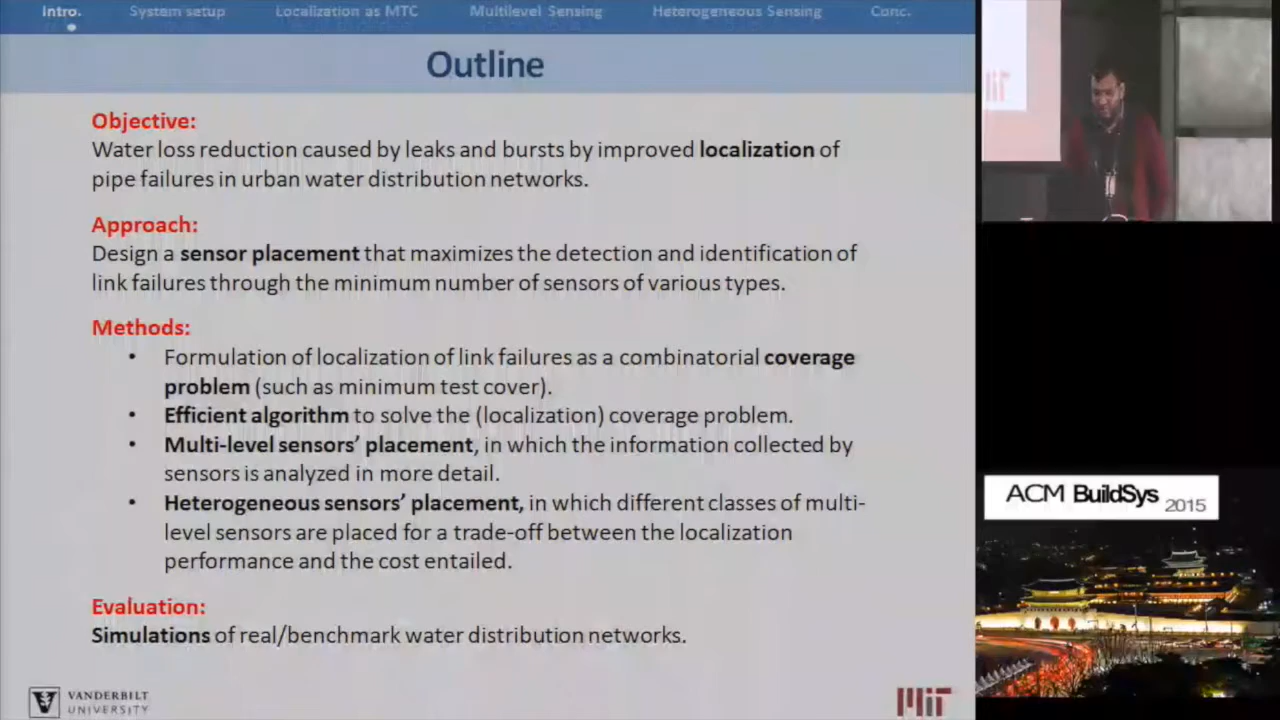 Intro. System setup Localization as MTC Multilevel Sensing Heterogeneous Sensing Conc.
Outline
Objective:
Water loss reduction caused by leaks and bursts by improved localization of
pipe failures in urban water distribution networks.
Approach:
Design a sensor placement that maximizes the detection and identification of
link failures through the minimum number of sensors of various types.
Methods:
• Formulation of localization of link failures as a combinatorial coverage
problem (such as minimum test cover).
• Efficient algorithm to solve the (localization) coverage problem.
• Multi-level sensors’ placement, in which the information collected by
sensors is analyzed in more detail.
• Heterogeneous sensors’ placement, in which different classes of multi-
level sensors are placed for a trade-off between the localization
performance and the cost entailed.
Evaluation:
Simulations of real/benchmark water distribution networks.
V VANDERBILT
UNIVERSITY
MIT
MIT
ACM BuildSys 2015